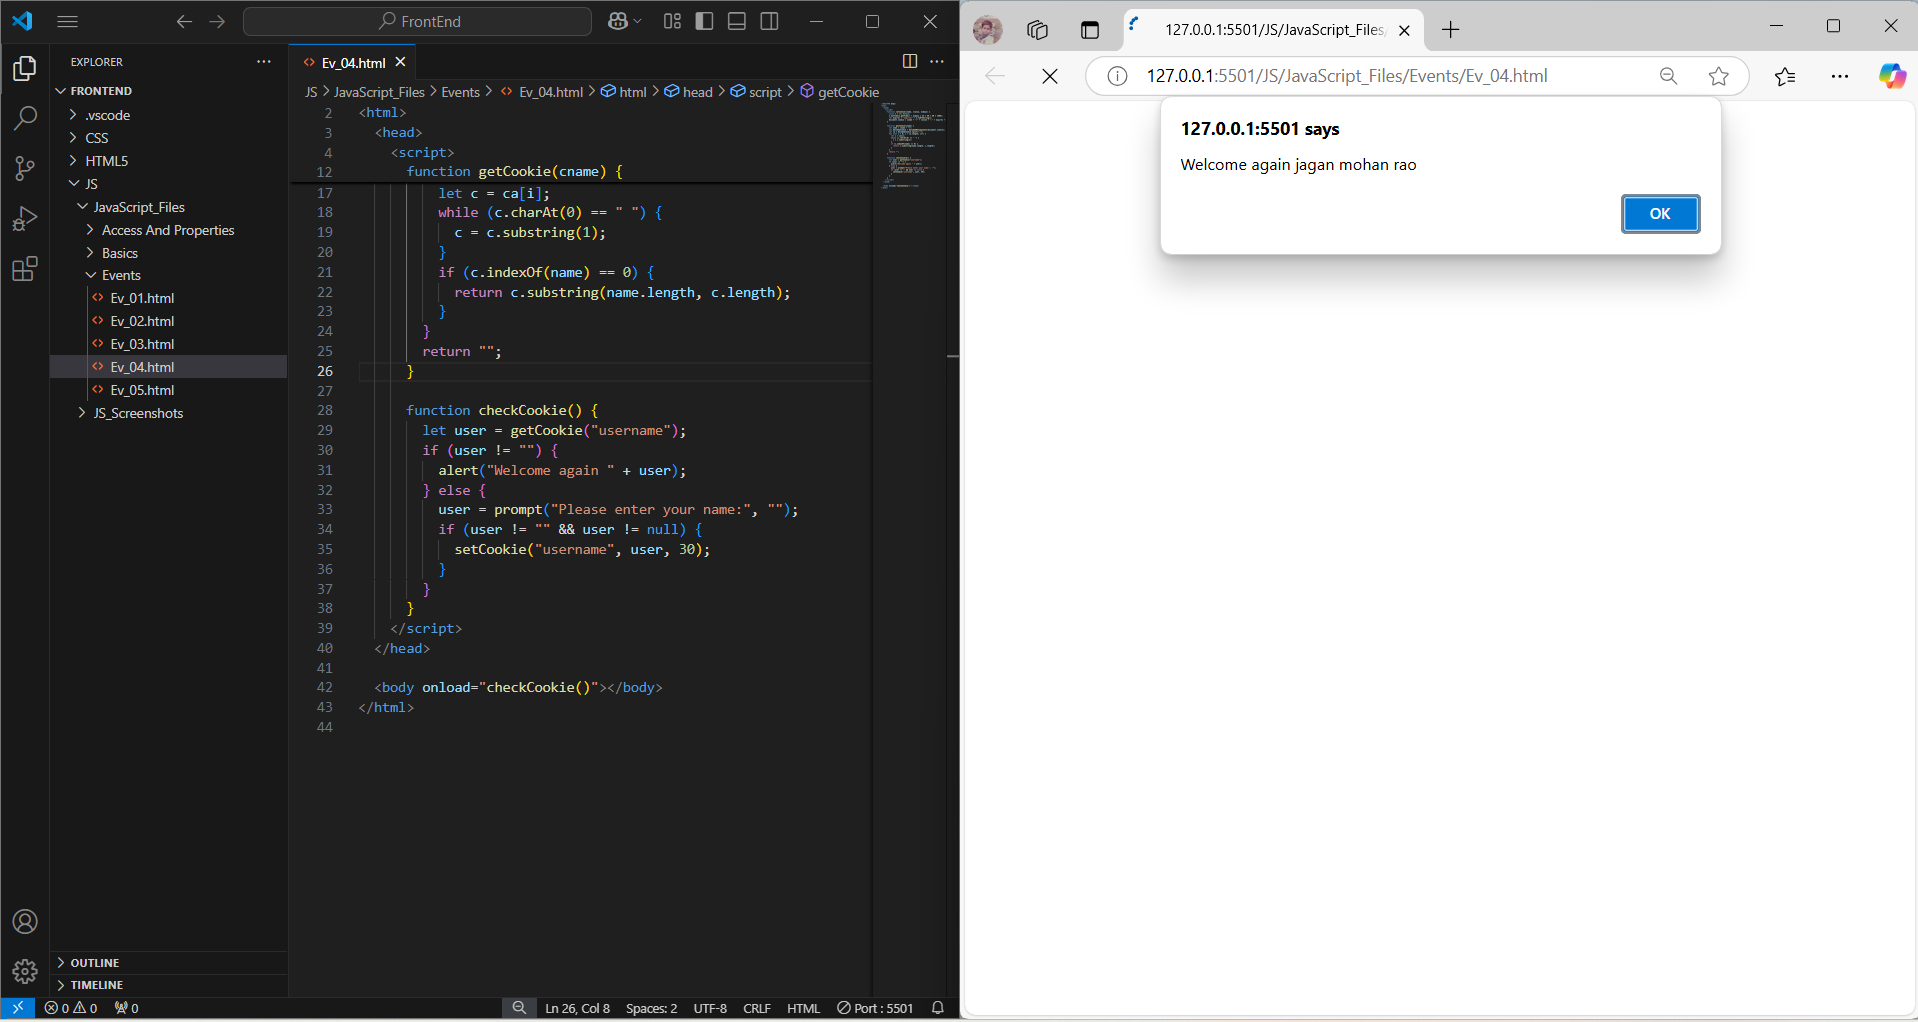 FrontEnd
EXPLORER
FRONTEND
.vscode
CSS
HTML5
JS
JavaScript_Files
Access And Properties
Basics
Events
Ev_01.html
Ev_02.html
Ev_03.html
Ev_04.html
Ev_05.html
JS_Screenshots
OUTLINE
TIMELINE
Ev_04.html
JS > JavaScript_Files > Events > Ev_04.html > html > head > script > getCookie
2 <html>
3 <head>
4 <script>
12 function getCookie(cname) {
17 let c = ca[i];
18 while (c.charAt(0) == " ") {
19 c = c.substring(1);
20 }
21 if (c.indexOf(name) == 0) {
22 return c.substring(name.length, c.length);
23 }
24 }
25 return "";
26 }
27
28 function checkCookie() {
29 let user = getCookie("username");
30 if (user != "") {
31 alert("Welcome again " + user);
32 } else {
33 user = prompt("Please enter your name:", "");
34 if (user != "" && user != null) {
35 setCookie("username", user, 30);
36 }
37 }
38 }
39 </script>
40 </head>
41
42 <body onload="checkCookie()"></body>
43 </html>
44
0 0 0 Ln 26, Col 8 Spaces: 2 UTF-8 CRLF HTML Port : 5501
127.0.0.1:5501/JS/JavaScript_Files/
127.0.0.1:5501/JS/JavaScript_Files/Events/Ev_04.html
127.0.0.1:5501 says
Welcome again jagan mohan rao
OK